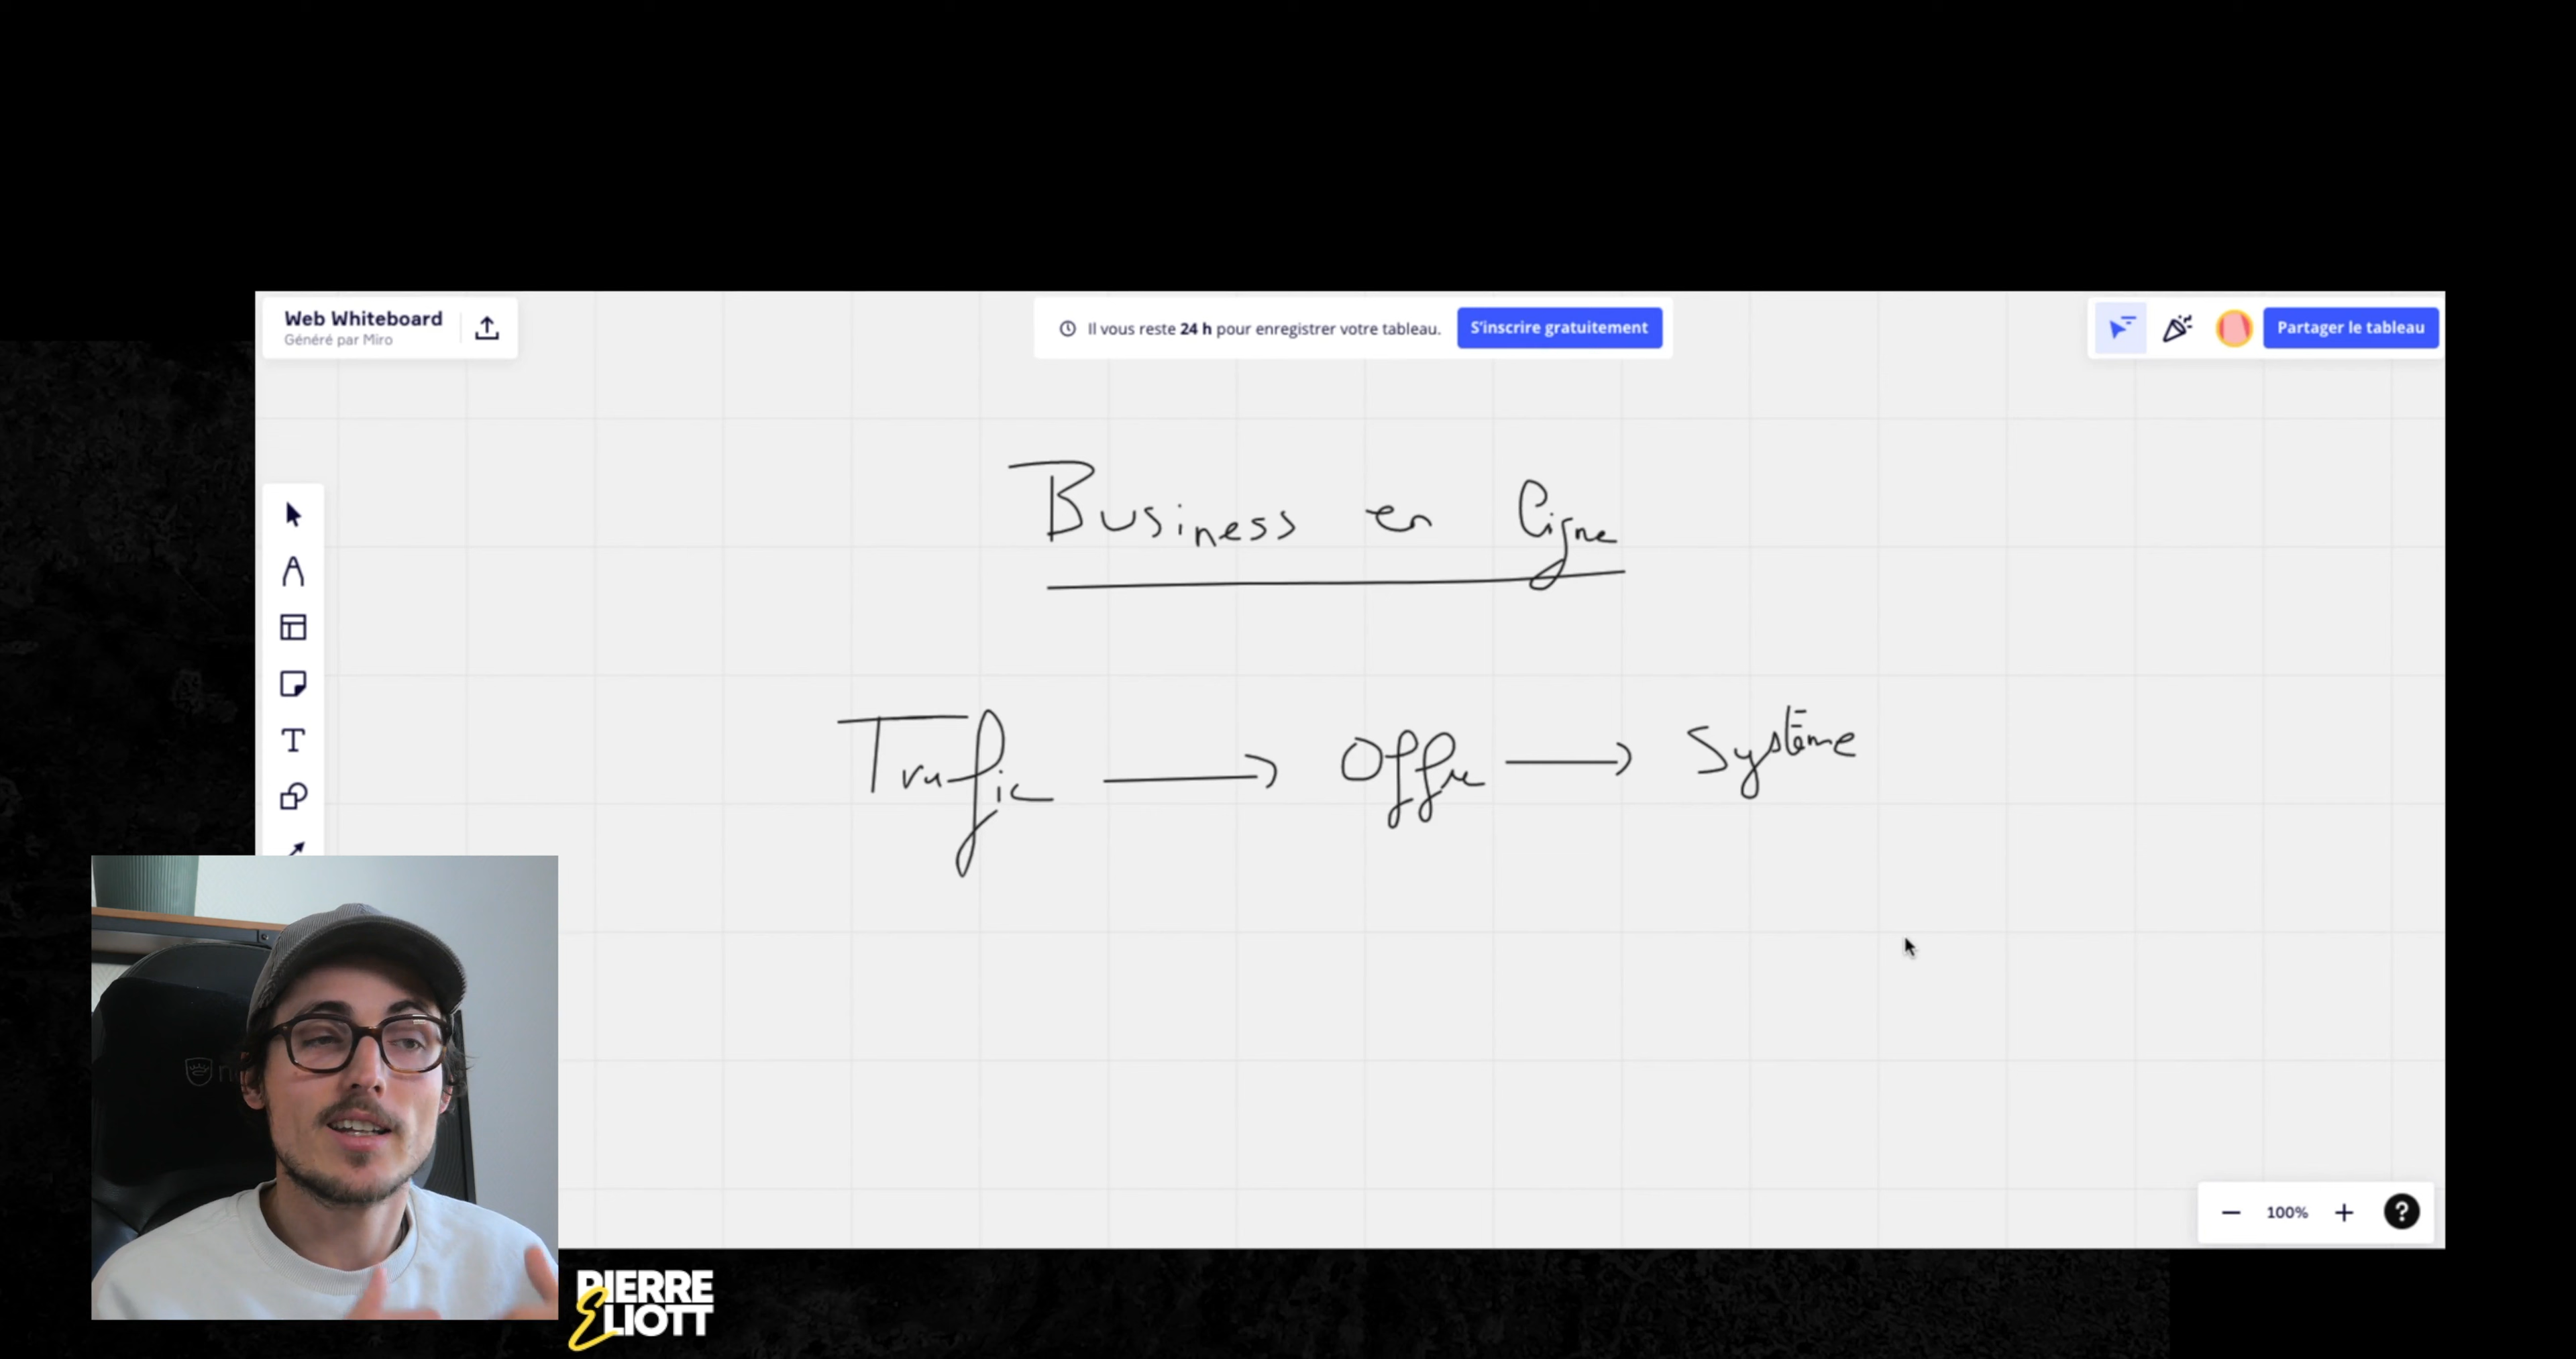 Web Whiteboard
Généré par Miro
Il vous reste 24 h pour enregistrer votre tableau.
S'inscrire gratuitement
Partager le tableau
Business en ligne
Trafic → Offre → Système
100%
PIERRE
ELIOTT